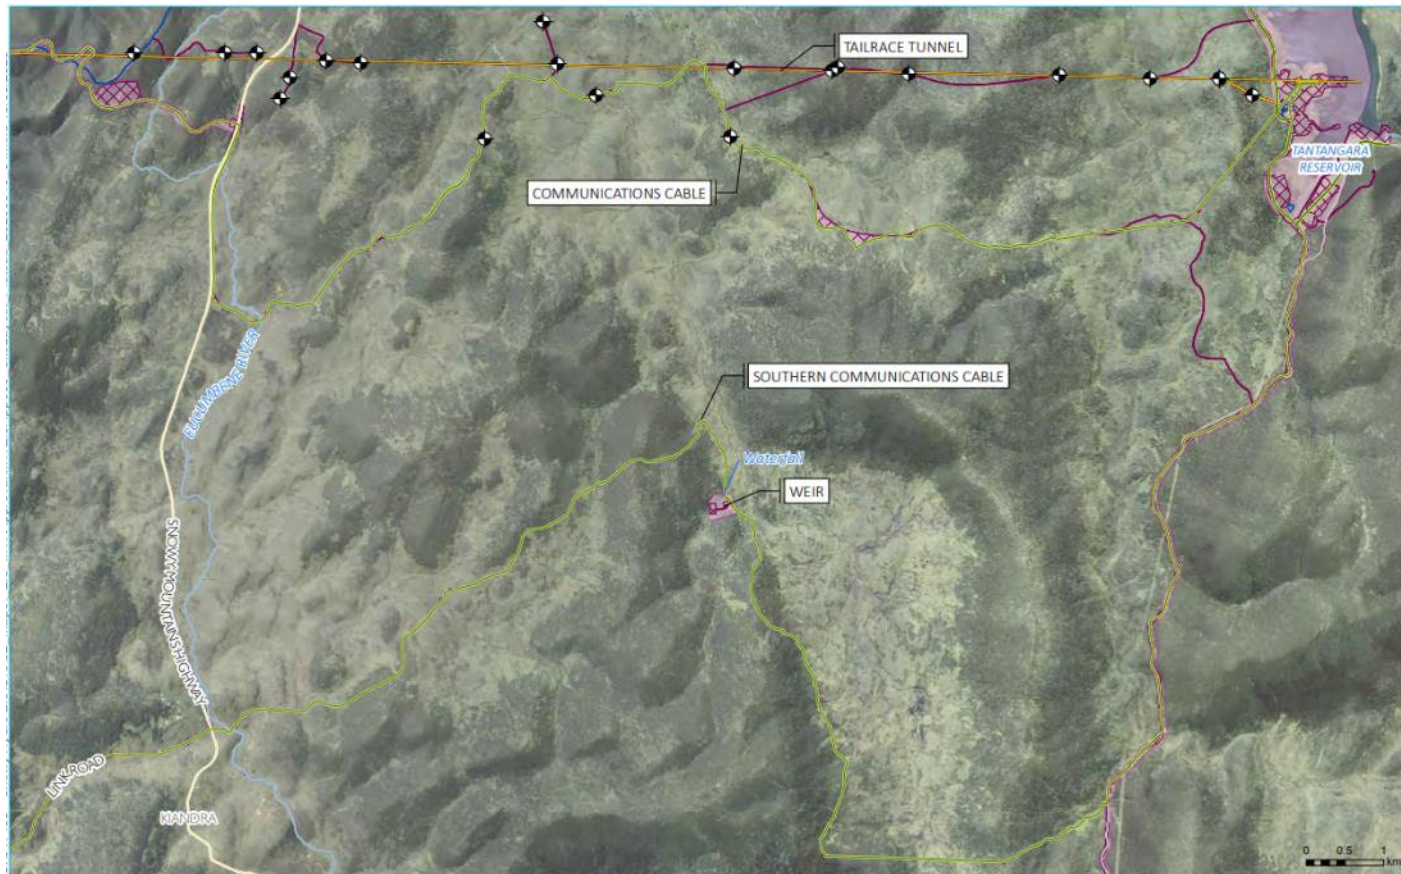 TAILRACE TUNNEL
TANTANGARA
RESERVOIR
COMMUNICATIONS CABLE
EUCUMBENE RIVER
SOUTHERN COMMUNICATIONS CABLE
Waterfall
WEIR
SNOWY MOUNTAINS HIGHWAY
LINK ROAD
KIANDRA
0 0.5 1
km